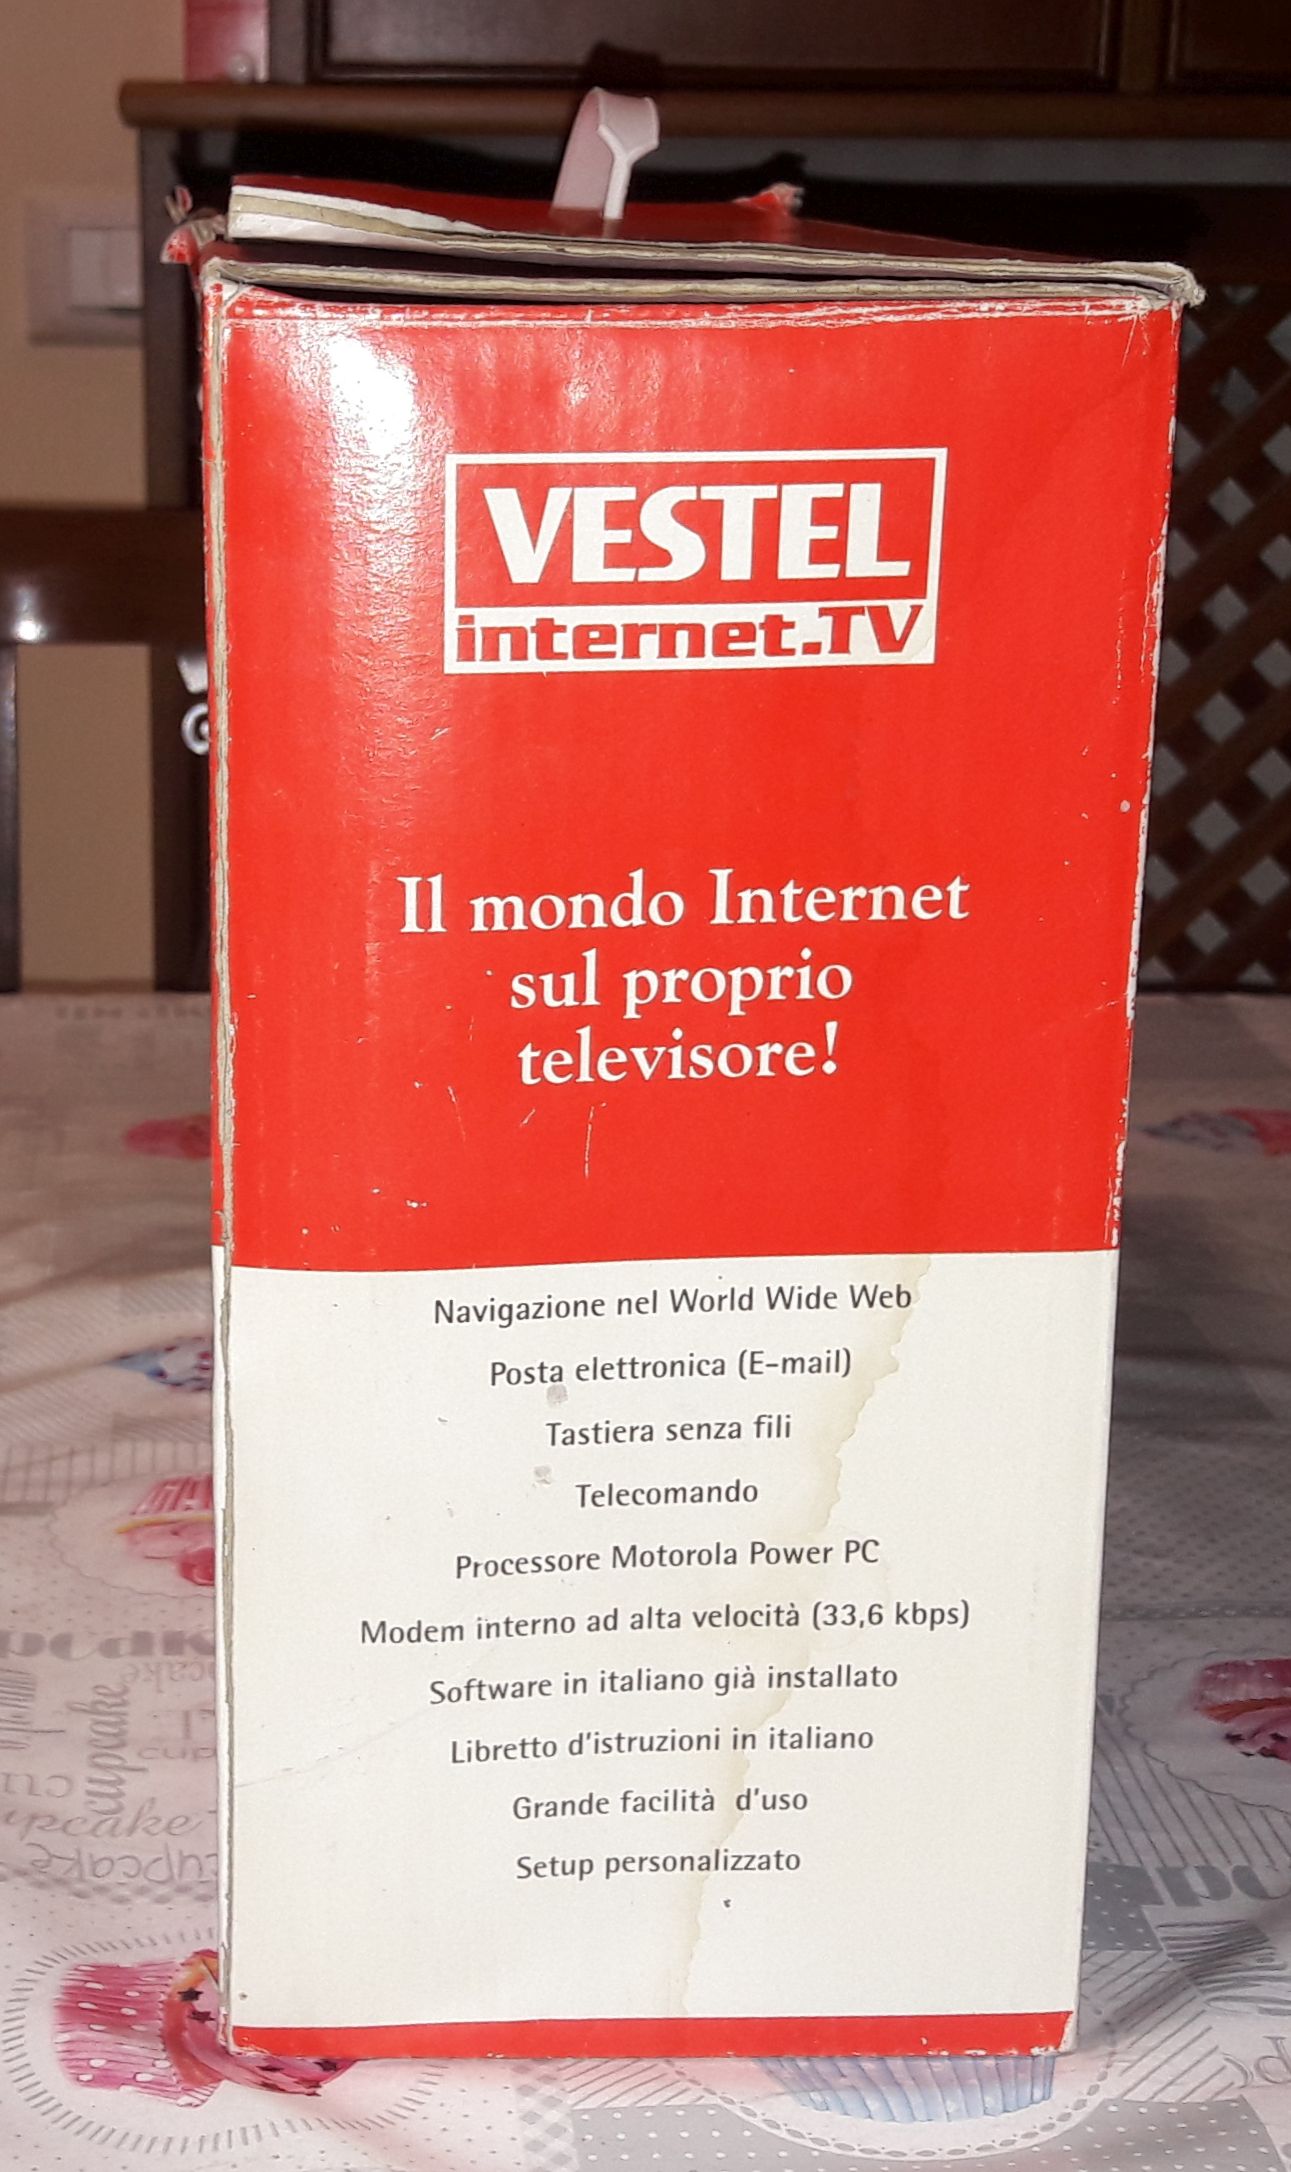 VESTEL
internet.TV
Il mondo Internet
sul proprio
televisore!
Navigazione nel World Wide Web
Posta elettronica (E-mail)
Tastiera senza fili
Telecomando
Processore Motorola Power PC
Modem interno ad alta velocità (33,6 kbps)
Software in italiano già installato
Libretto d'istruzioni in italiano
Grande facilità d'uso
Setup personalizzato
cupcake
cupcake